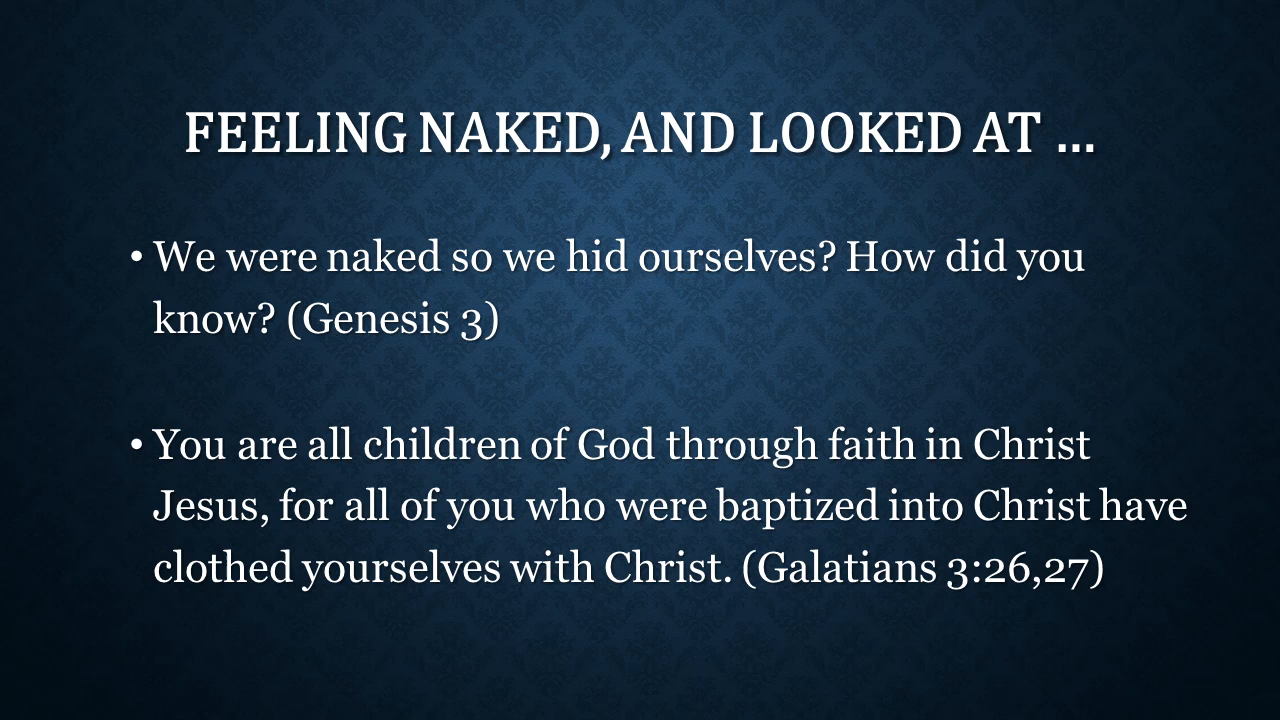 FEELING NAKED, AND LOOKED AT ...
• We were naked so we hid ourselves? How did you
know? (Genesis 3)
• You are all children of God through faith in Christ
Jesus, for all of you who were baptized into Christ have
clothed yourselves with Christ. (Galatians 3:26,27)